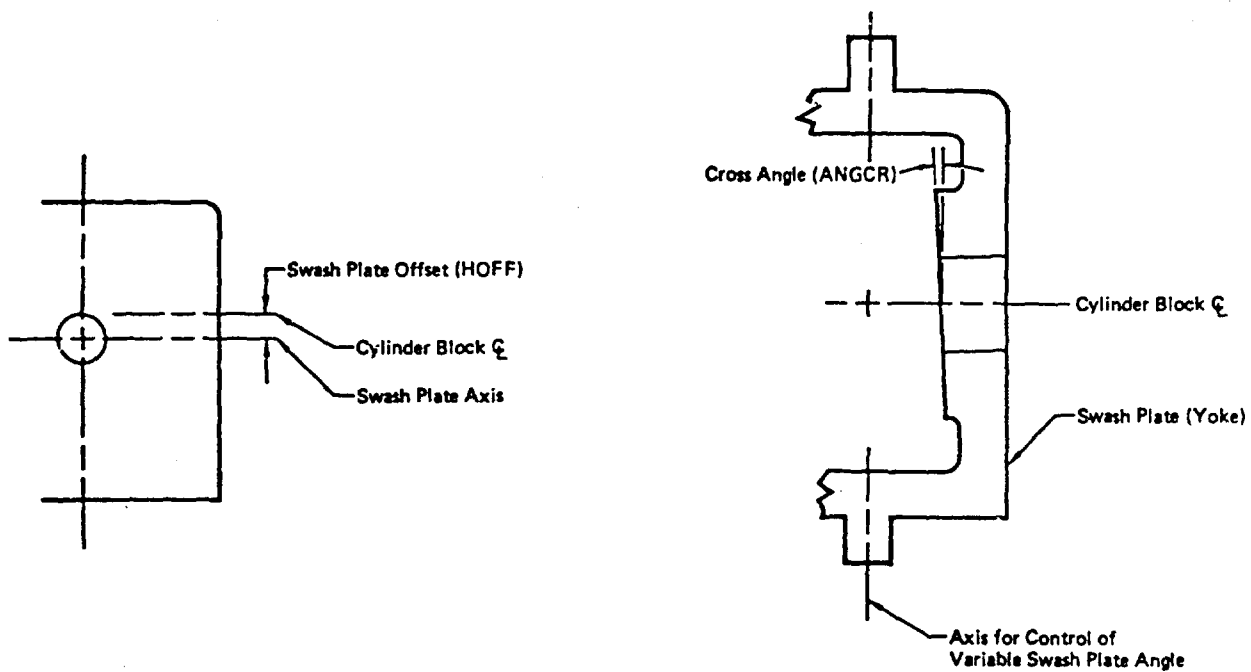 Swash Plate Offset (HOFF)
Cylinder Block ℄
Swash Plate Axis
Cross Angle (ANGCR)
Cylinder Block ℄
Swash Plate (Yoke)
Axis for Control of
Variable Swash Plate Angle